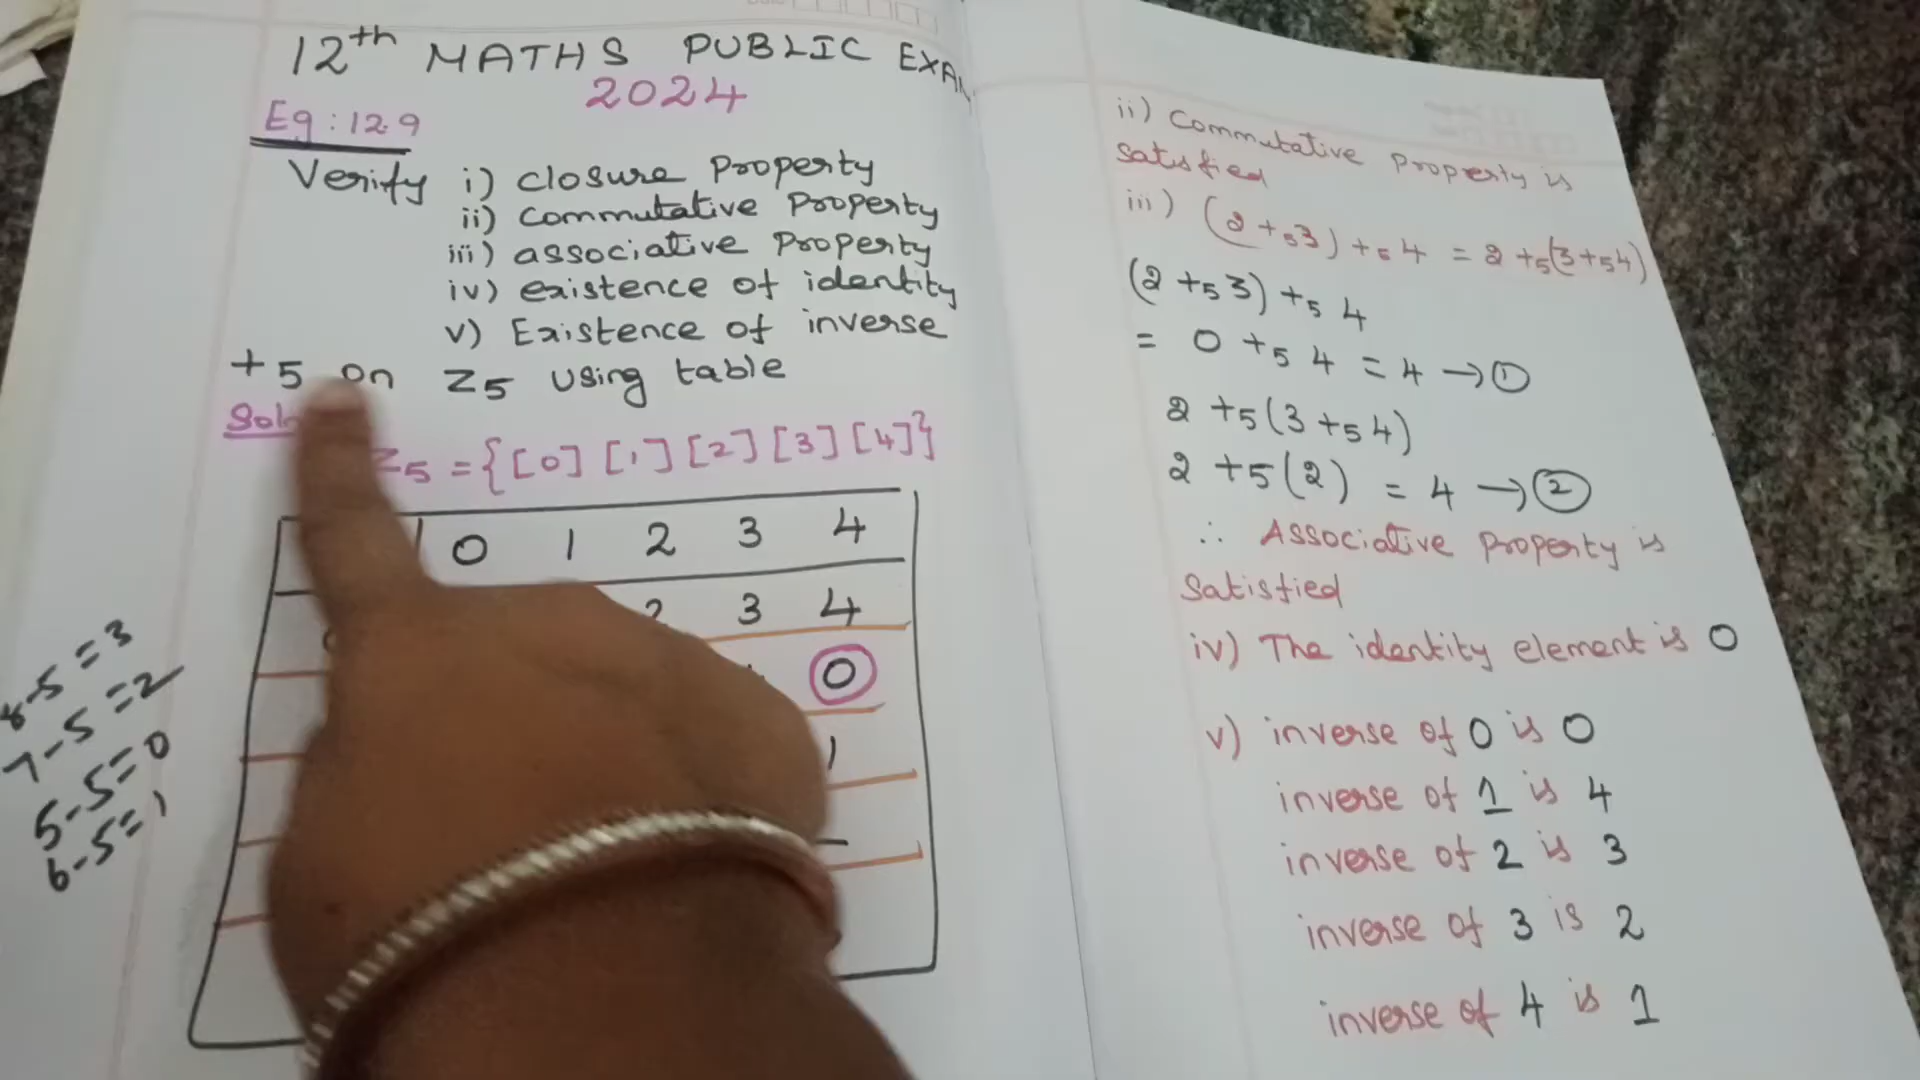 12th MATHS PUBLIC EXAM
2024
Eg: 12.9
Verify i) closure Property
ii) commutative Property
iii) associative Property
iv) existence of identity
v) Existence of inverse
+5 on Z5 using table
Soln
Z5 = {[0] [1] [2] [3] [4]}
0 1 2 3 4
2 3 4
0
1
8-5=3
7-5=2
5-5=0
6-5=1
ii) Commutative Property is
satisfied
iii) (2 +5 3) +5 4 = 2 +5 (3 +5 4)
(2 +5 3) +5 4
= 0 +5 4 = 4 → ①
2 +5 (3 +5 4)
2 +5 (2) = 4 → ②
∴ Associative property is
Satisfied
iv) The identity element is 0
v) inverse of 0 is 0
inverse of 1 is 4
inverse of 2 is 3
inverse of 3 is 2
inverse of 4 is 1